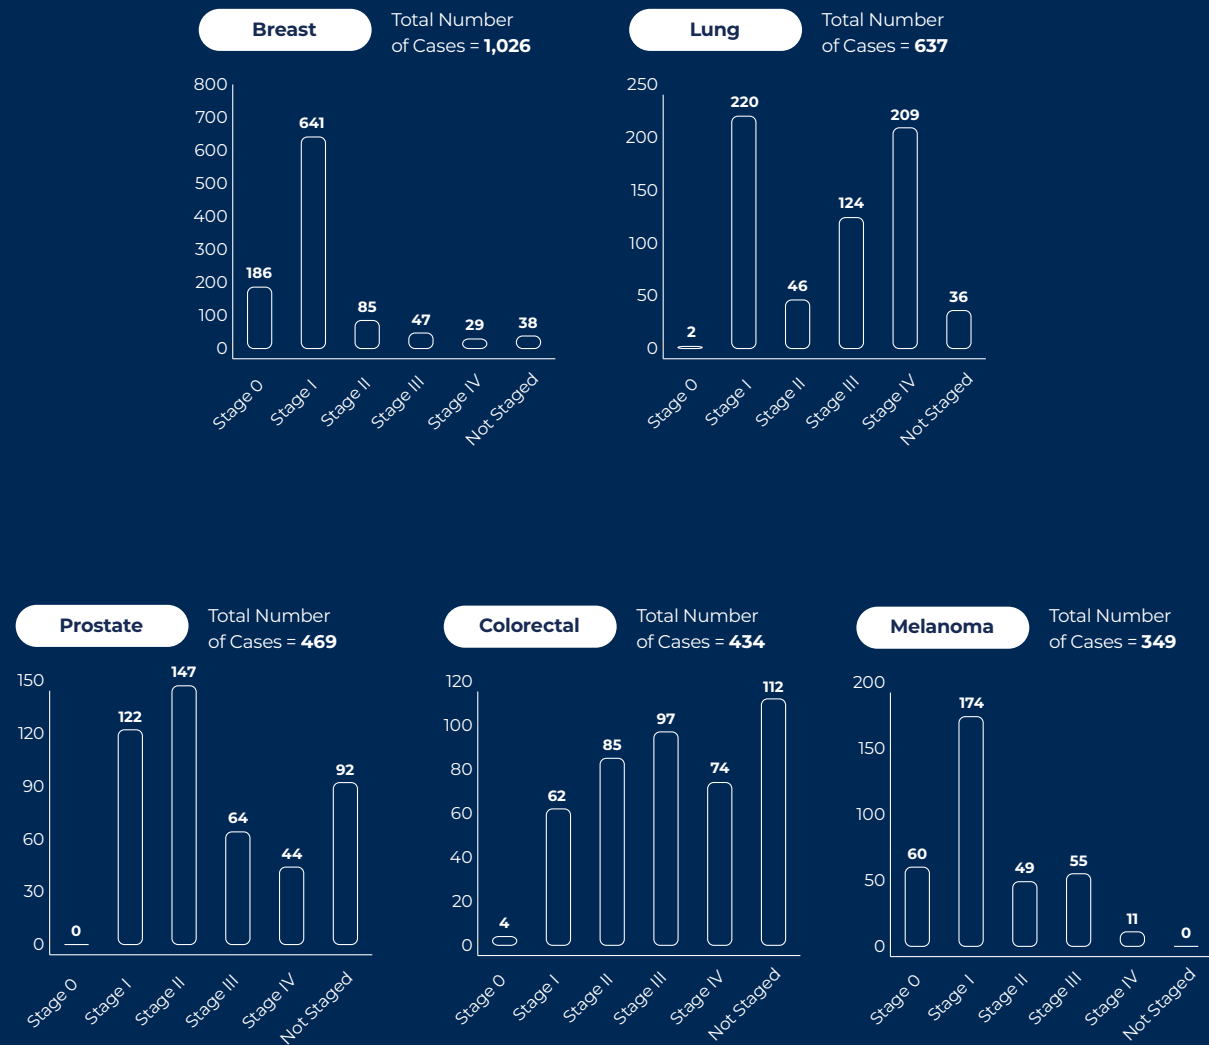 Breast
Total Number
of Cases = 1,026
800
700
600
500
400
300
200
100
0
186
641
85
47
29
38
Stage 0
Stage I
Stage II
Stage III
Stage IV
Not Staged
Lung
Total Number
of Cases = 637
250
200
150
100
50
0
2
220
46
124
209
36
Stage 0
Stage I
Stage II
Stage III
Stage IV
Not Staged
Prostate
Total Number
of Cases = 469
150
120
90
60
30
0
0
122
147
64
44
92
Stage 0
Stage I
Stage II
Stage III
Stage IV
Not Staged
Colorectal
Total Number
of Cases = 434
120
100
80
60
40
20
0
4
62
85
97
74
112
Stage 0
Stage I
Stage II
Stage III
Stage IV
Not Staged
Melanoma
Total Number
of Cases = 349
200
150
100
50
0
60
174
49
55
11
0
Stage 0
Stage I
Stage II
Stage III
Stage IV
Not Staged